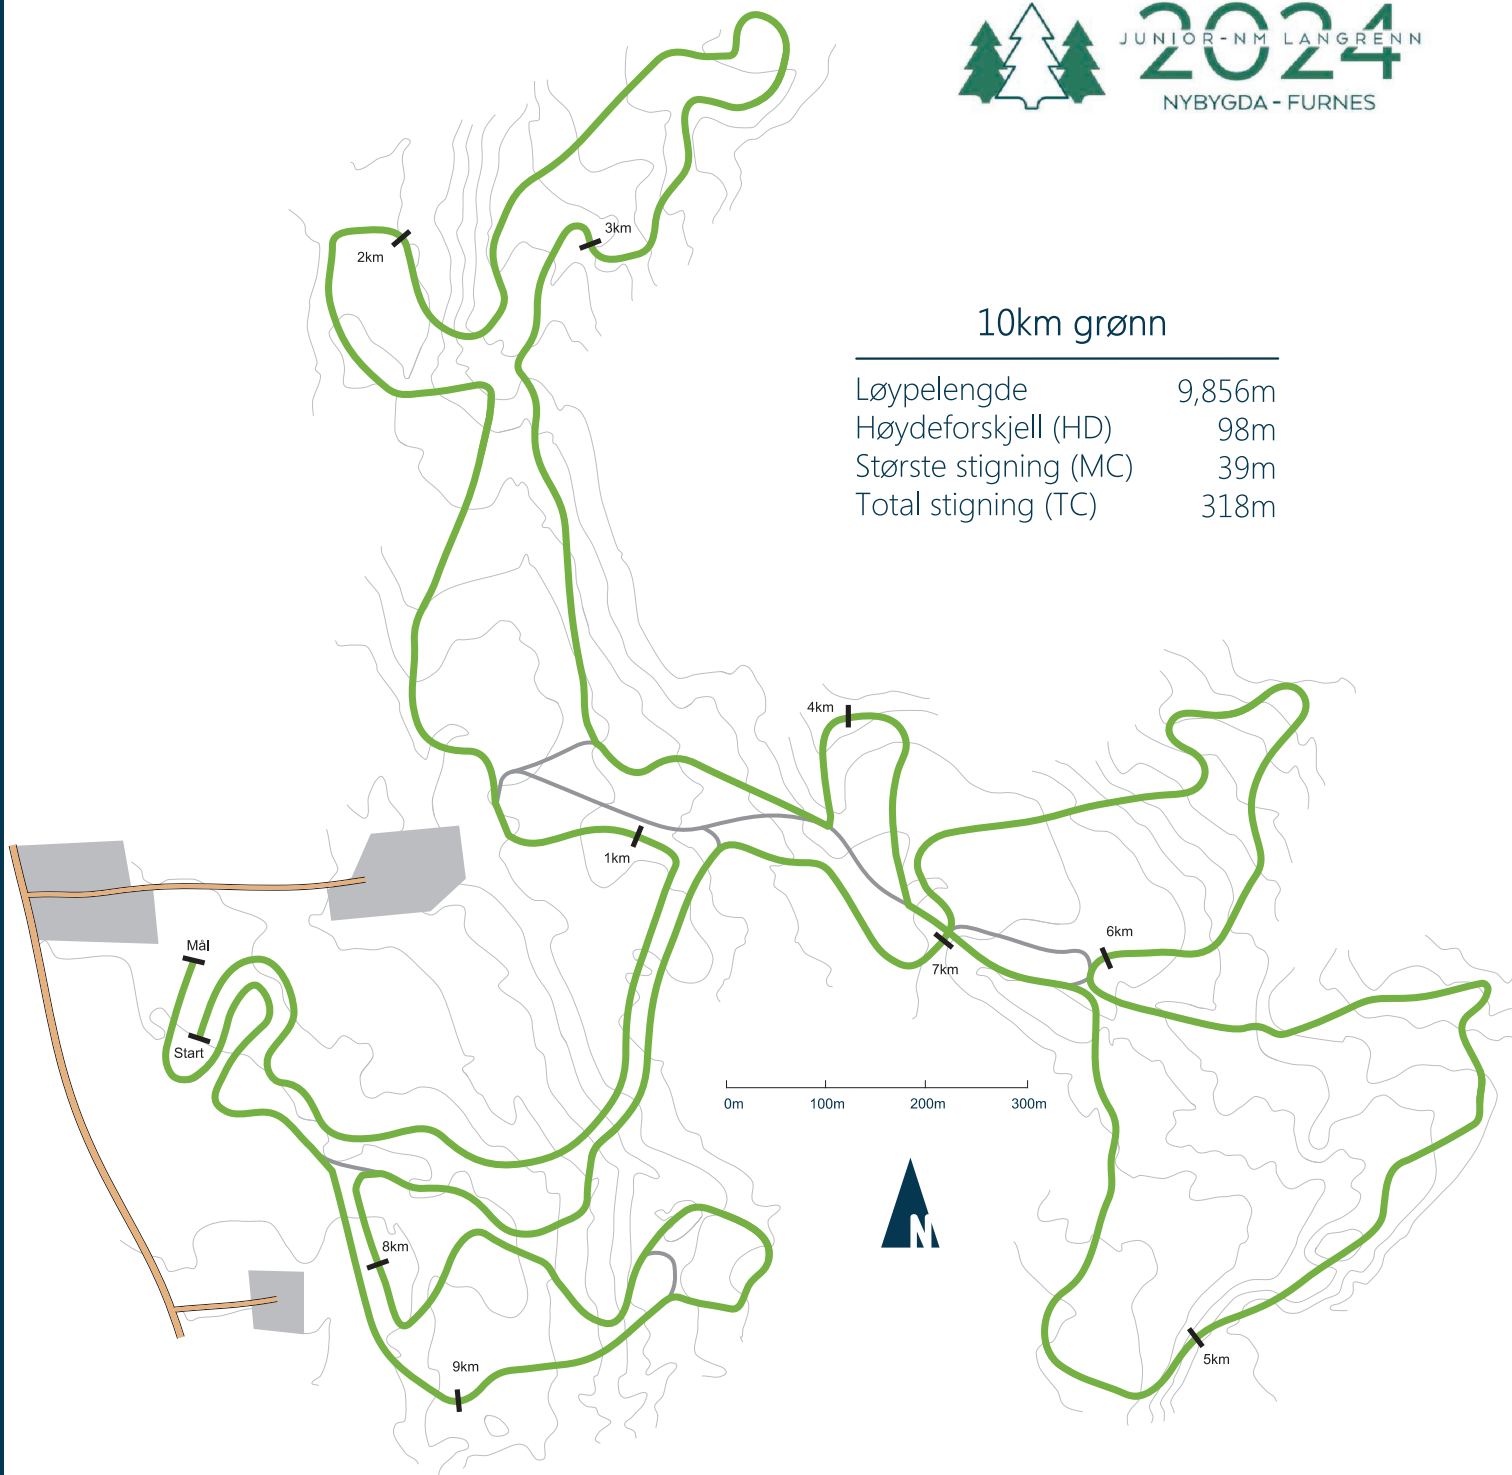 2024
JUNIOR-NM LANGRENN
NYBYGDA - FURNES
3km
2km
10km grønn
Løypelengde 9,856m
Høydeforskjell (HD) 98m
Største stigning (MC) 39m
Total stigning (TC) 318m
4km
1km
6km
Mål
7km
Start
0m 100m 200m 300m
N
8km
5km
9km